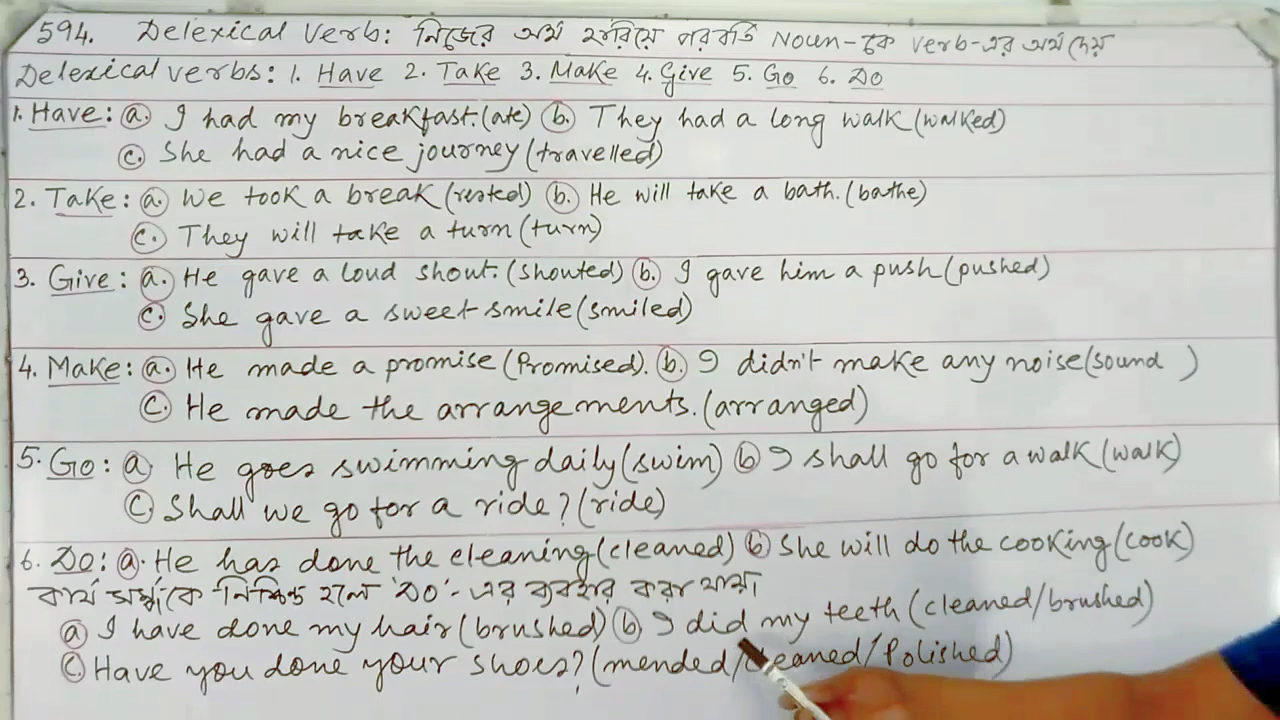 594. Delexical Verb: নিজের অর্থ হারিয়ে পরবর্তি Noun-কে verb-এর অর্থ দেয়
Delexical verbs: 1. Have 2. Take 3. Make 4. Give 5. Go 6. Do
1. Have: a. I had my breakfast.(ate) b. They had a long walk (walked)
c. She had a nice journey (travelled)
2. Take: a. We took a break (rested) b. He will take a bath. (bathe)
c. They will take a turn (turn)
3. Give: a. He gave a loud shout. (shouted) b. I gave him a push (pushed)
c. She gave a sweet smile (smiled)
4. Make: a. He made a promise (Promised). b. I didn't make any noise (sound )
c. He made the arrangements. (arranged)
5. Go: a. He goes swimming daily (swim) b I shall go for a walk (walk)
c Shall we go for a ride? (ride)
6. Do: a. He has done the cleaning (cleaned) b She will do the cooking (cook)
কার্য সম্পর্কে নিশ্চিত হলে 'DO'-এর ব্যবহার করা যায়।
a I have done my hair (brushed) b I did my teeth (cleaned/brushed)
c. Have you done your shoes? (mended/cleaned/Polished)